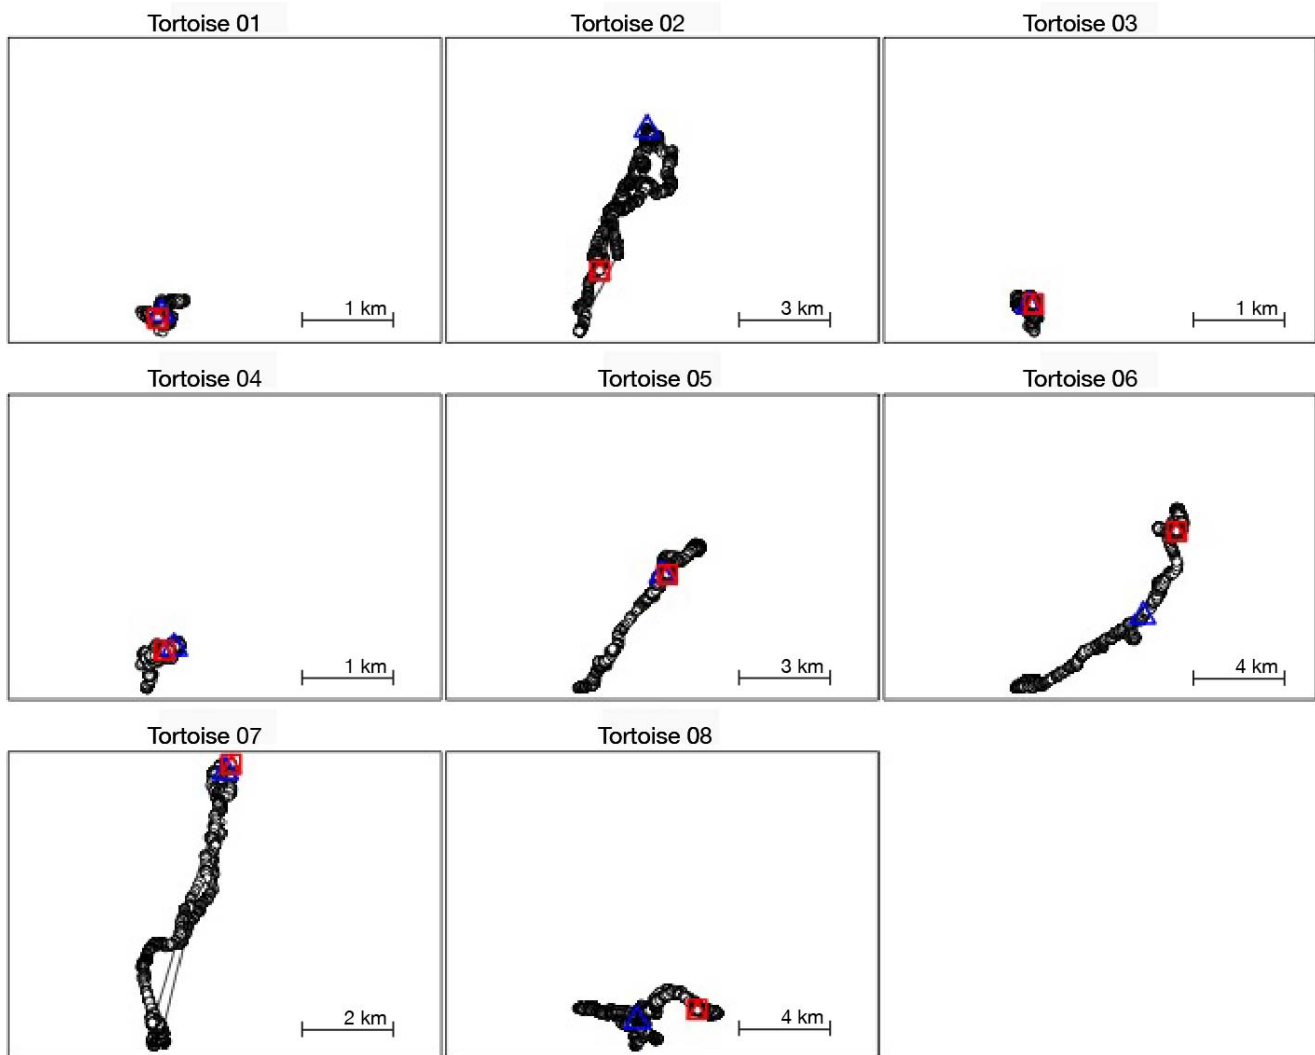 Tortoise 01
Tortoise 02
Tortoise 03
1 km
3 km
1 km
Tortoise 04
Tortoise 05
Tortoise 06
1 km
3 km
4 km
Tortoise 07
Tortoise 08
2 km
4 km